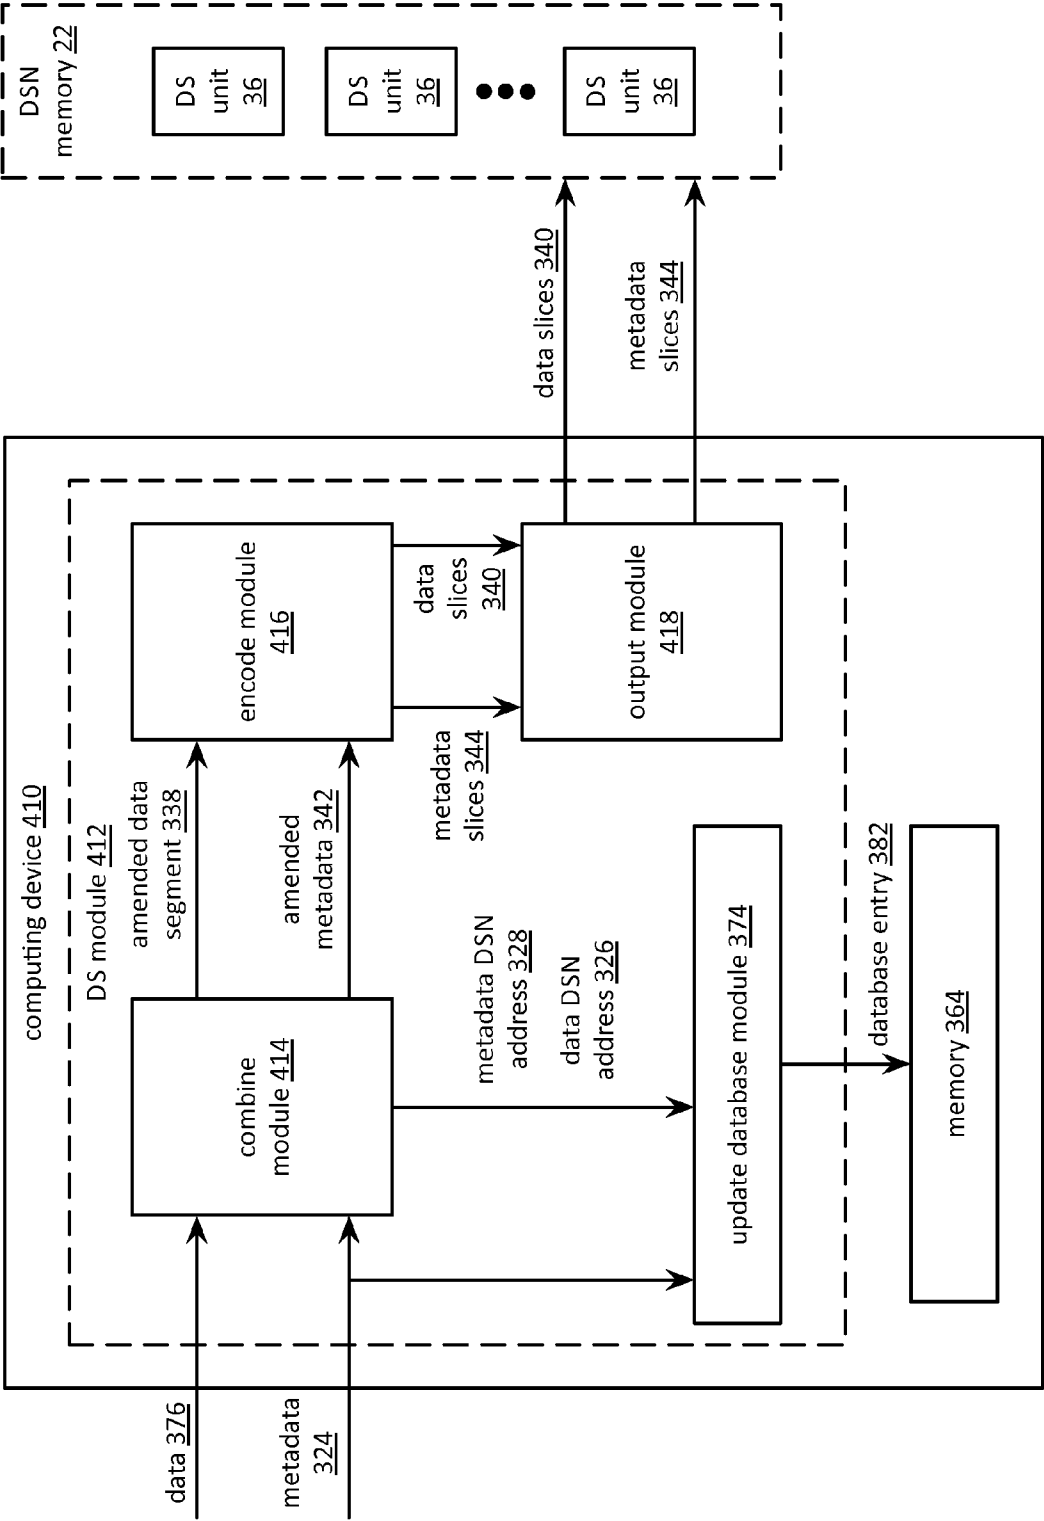 computing device 410
DS module 412
data 376
metadata
324
combine
module 414
amended data
segment 338
amended
metadata 342
encode module
416
metadata
slices 344
data
slices
340
output module
418
metadata DSN
address 328
data DSN
address 326
update database module 374
database entry 382
memory 364
data slices 340
metadata
slices 344
DSN
memory 22
DS
unit
36
DS
unit
36
DS
unit
36